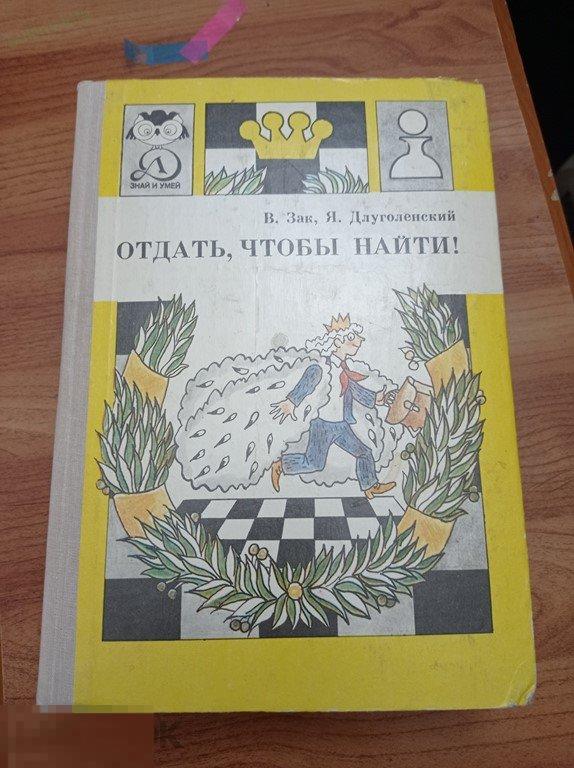 Д
ЗНАЙ И УМЕЙ
В. Зак, Я. Длуголенский
ОТДАТЬ, ЧТОБЫ НАЙТИ!